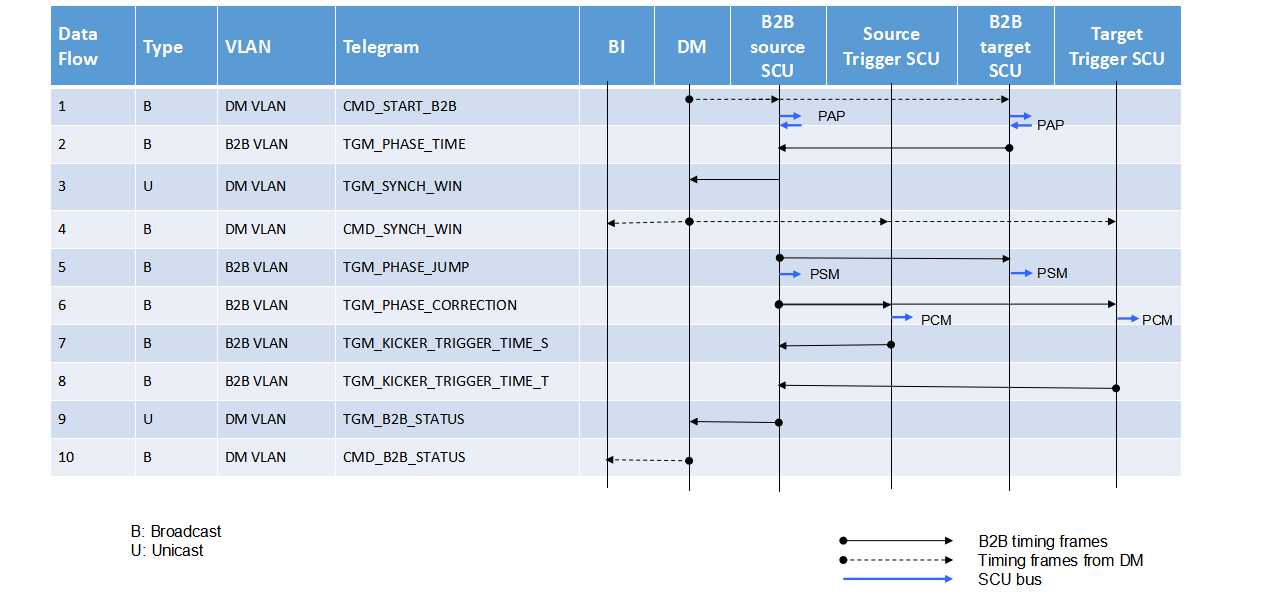 Data Flow Type VLAN Telegram BI DM B2B source SCU Source Trigger SCU B2B target SCU Target Trigger SCU
1 B DM VLAN CMD_START_B2B
PAP PAP
2 B B2B VLAN TGM_PHASE_TIME
3 U DM VLAN TGM_SYNCH_WIN
4 B DM VLAN CMD_SYNCH_WIN
5 B B2B VLAN TGM_PHASE_JUMP
PSM PSM
6 B B2B VLAN TGM_PHASE_CORRECTION
PCM PCM
7 B B2B VLAN TGM_KICKER_TRIGGER_TIME_S
8 B B2B VLAN TGM_KICKER_TRIGGER_TIME_T
9 U DM VLAN TGM_B2B_STATUS
10 B DM VLAN CMD_B2B_STATUS
B: Broadcast
U: Unicast
B2B timing frames
Timing frames from DM
SCU bus